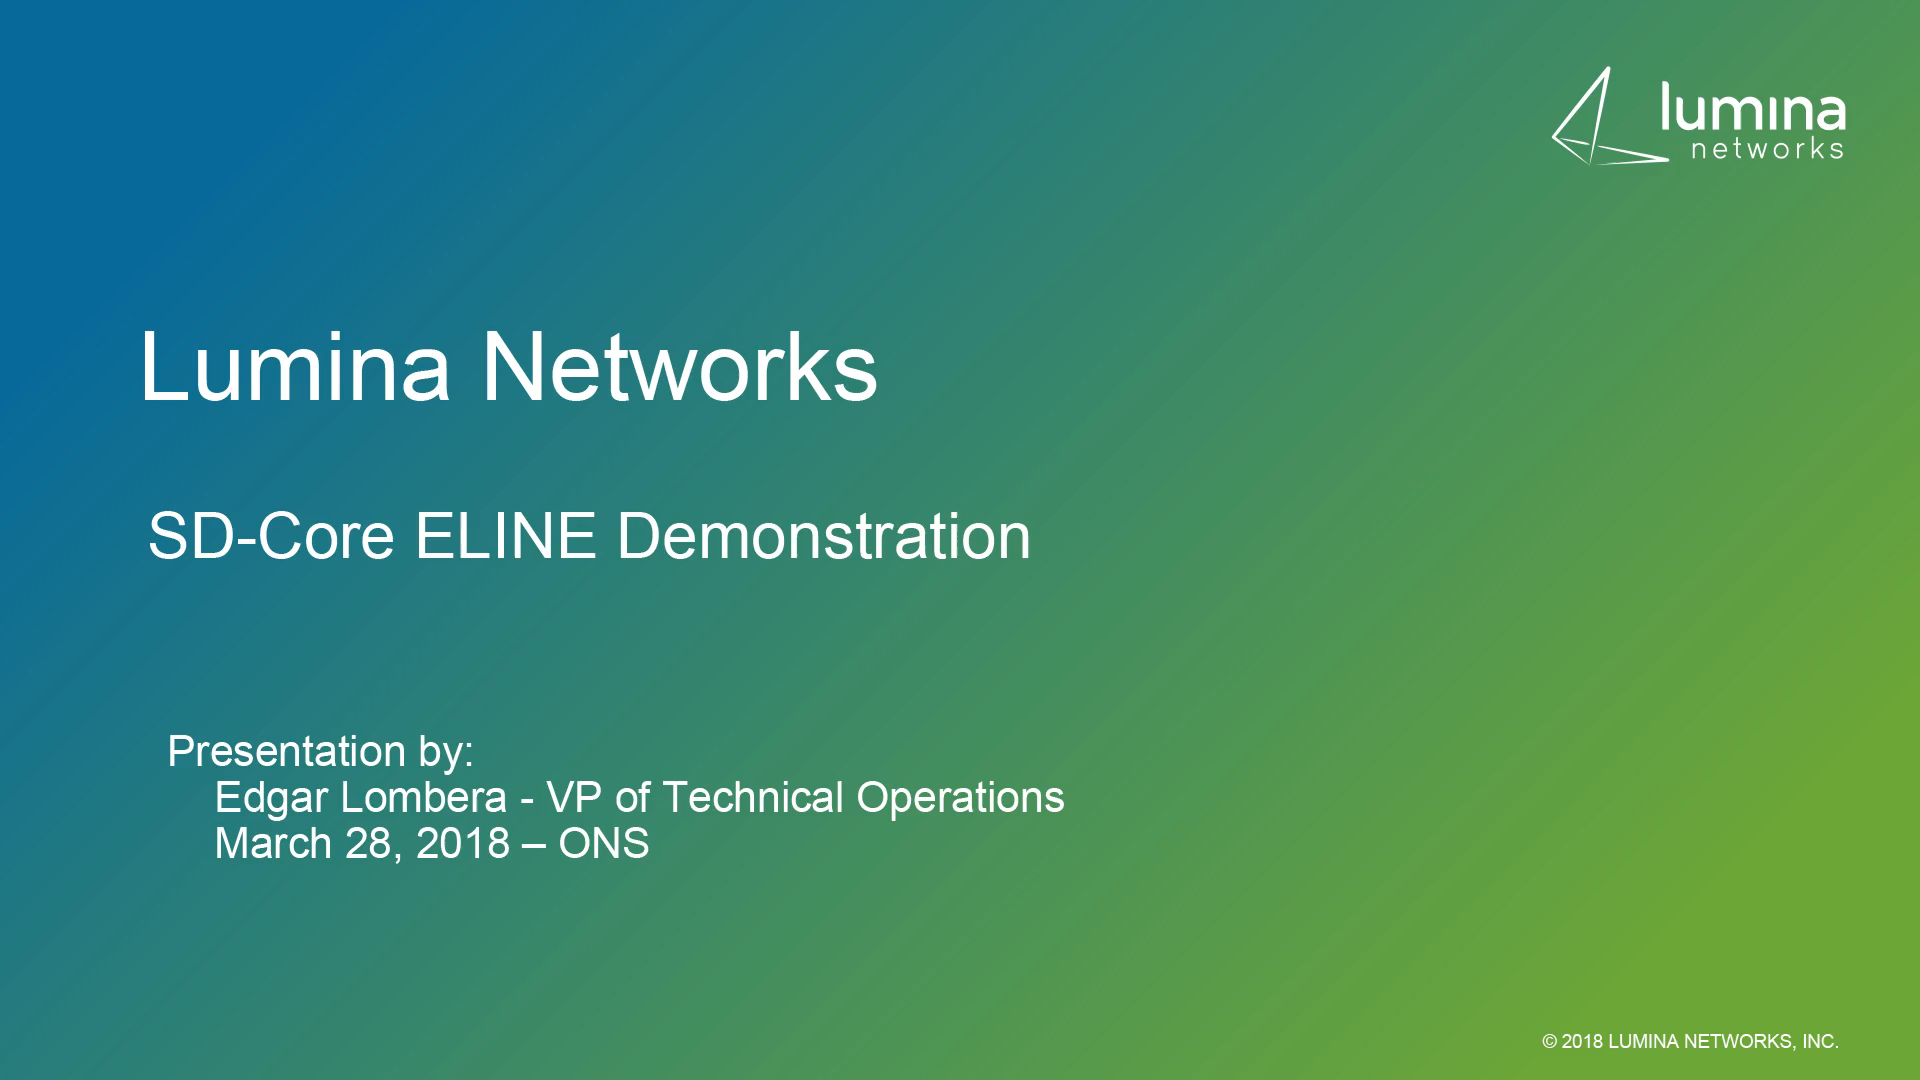 lumina
networks
Lumina Networks
SD-Core ELINE Demonstration
Presentation by:
Edgar Lombera - VP of Technical Operations
March 28, 2018 – ONS
© 2018 LUMINA NETWORKS, INC.